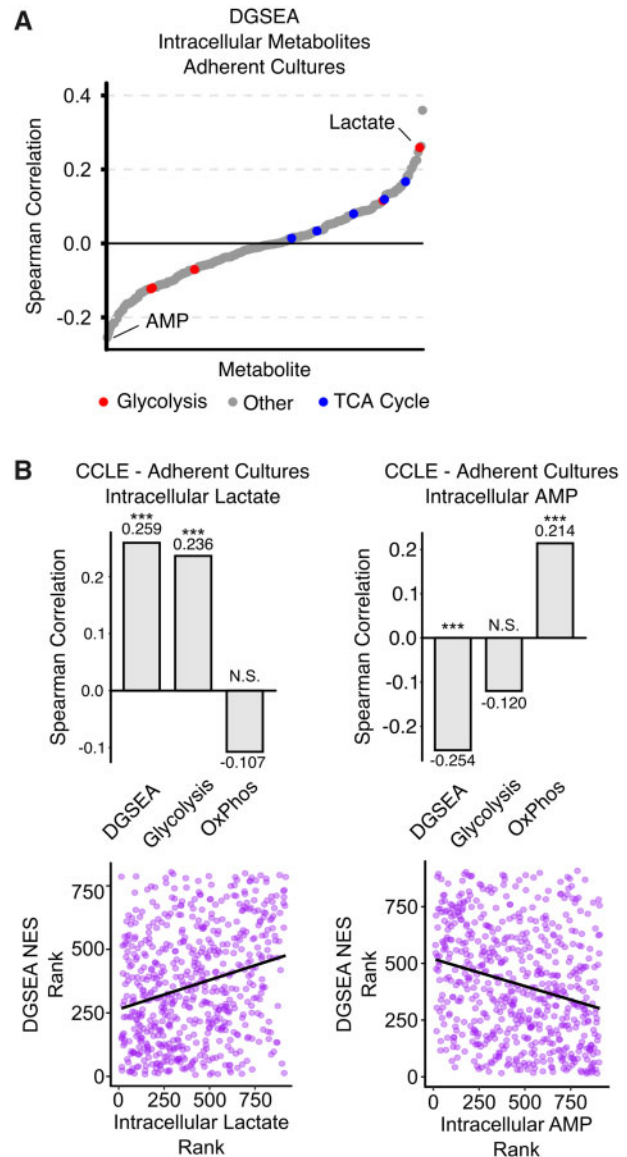 A
DGSEA
Intracellular Metabolites
Adherent Cultures
Spearman Correlation
0.4
0.2
0.0
-0.2
Lactate
AMP
Metabolite
Glycolysis
Other
TCA Cycle
B
CCLE - Adherent Cultures
Intracellular Lactate
Spearman Correlation
0.2
0.1
0.0
-0.1
***
0.259
***
0.236
N.S.
-0.107
DGSEA
Glycolysis
OxPhos
CCLE - Adherent Cultures
Intracellular AMP
Spearman Correlation
0.2
0.1
0.0
-0.1
-0.2
***
-0.254
N.S.
-0.120
***
0.214
DGSEA
Glycolysis
OxPhos
DGSEA NES
Rank
750
500
250
0
0 250 500 750
Intracellular Lactate
Rank
DGSEA NES
Rank
750
500
250
0
0 250 500 750
Intracellular AMP
Rank